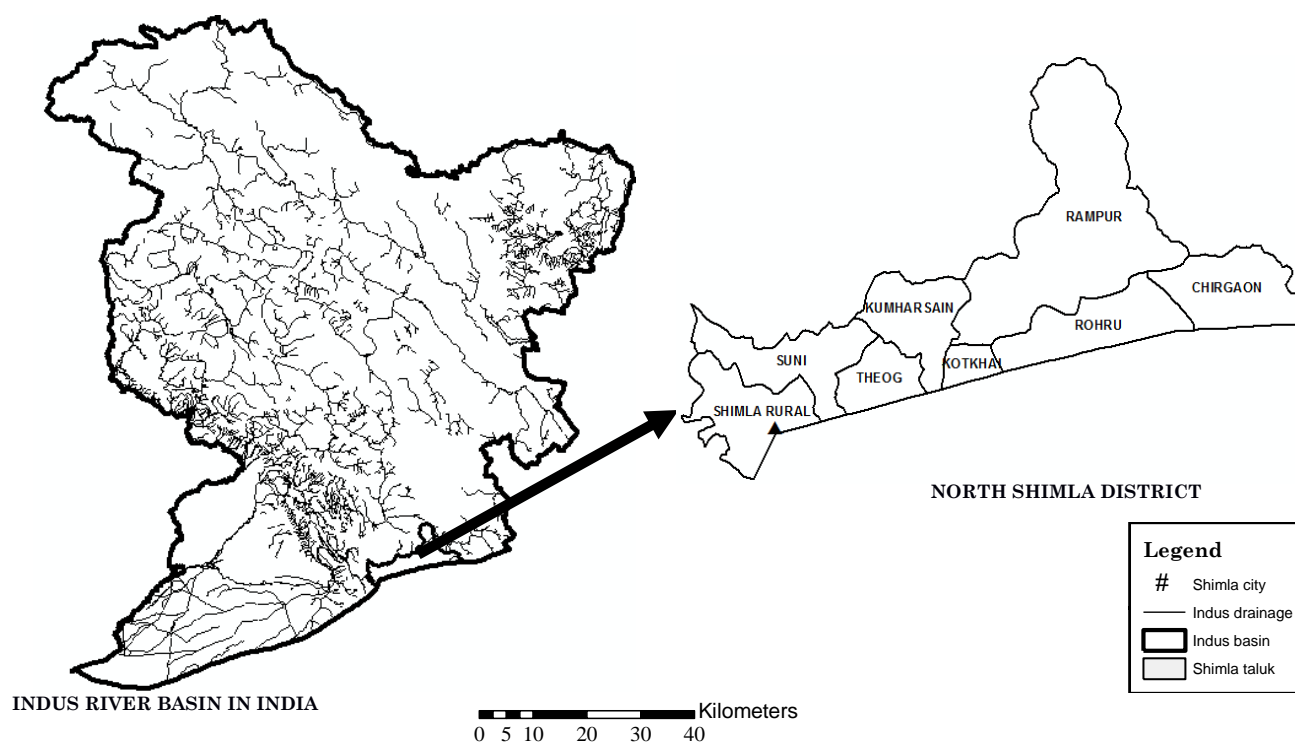 RAMPUR
CHIRGAON
KUMHARSAIN
ROHRU
SUNI
KOTKHAI
THEOG
SHIMLA RURAL
NORTH SHIMLA DISTRICT
Legend
# Shimla city
Indus drainage
Indus basin
Shimla taluk
INDUS RIVER BASIN IN INDIA
Kilometers
0 5 10 20 30 40